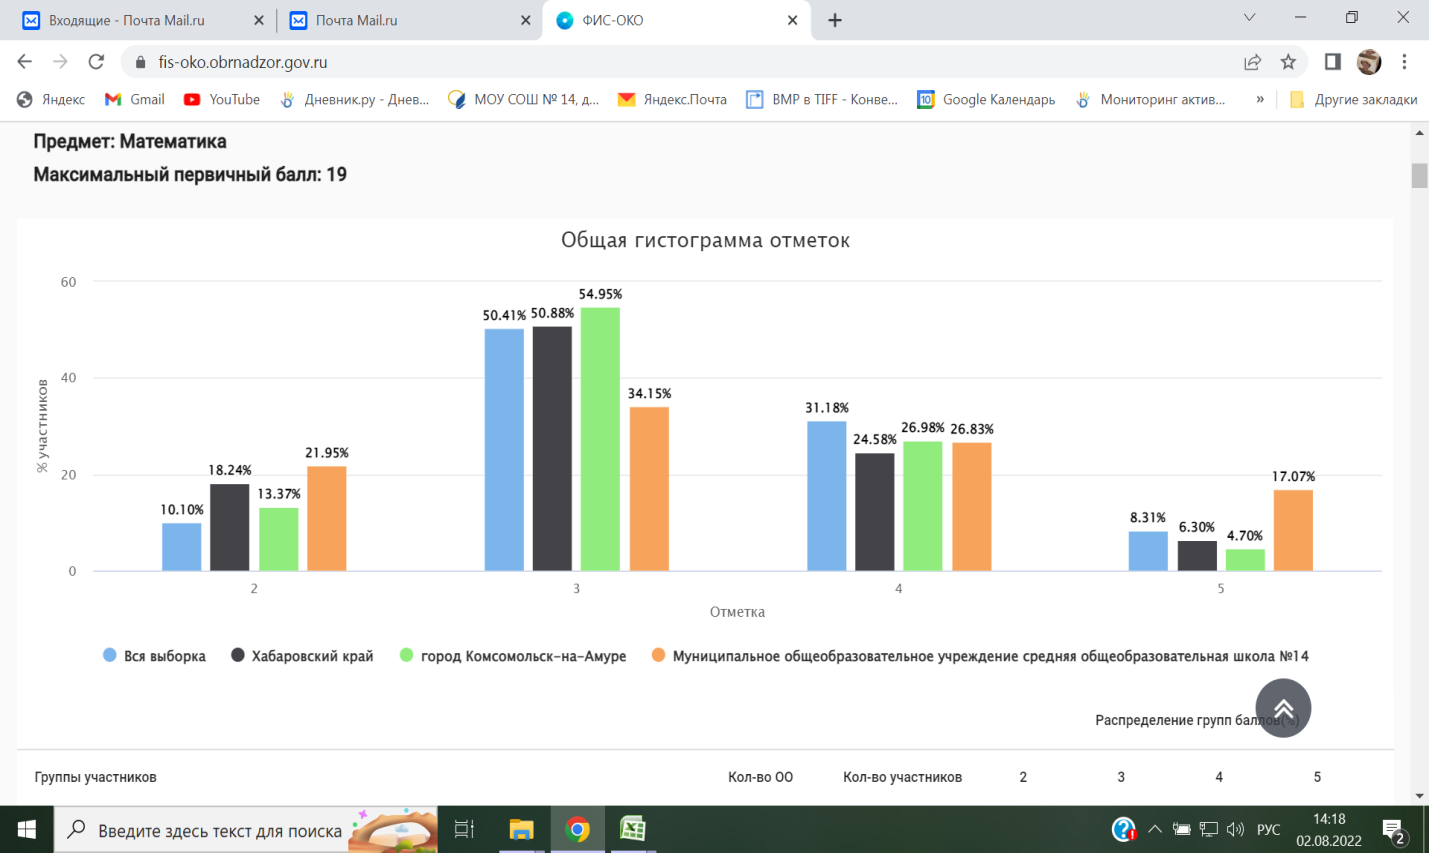 Входящие - Почта Mail.ru
Почта Mail.ru
ФИС-ОКО
fis-oko.obrnadzor.gov.ru
Яндекс
Gmail
YouTube
Дневник.ру - Днев...
МОУ СОШ № 14, д...
Яндекс.Почта
BMP в TIFF - Конве...
10
Google Календарь
Мониторинг актив...
»
Другие закладки
Предмет: Математика
Максимальный первичный балл: 19
Общая гистограмма отметок
% участников
60
40
20
0
10.10%
18.24%
13.37%
21.95%
50.41%
50.88%
54.95%
34.15%
31.18%
24.58%
26.98%
26.83%
8.31%
6.30%
4.70%
17.07%
2 3 4 5
Отметка
Вся выборка Хабаровский край город Комсомольск-на-Амуре Муниципальное общеобразовательное учреждение средняя общеобразовательная школа №14
Распределение групп баллов(%)
Группы участников Кол-во ОО Кол-во участников 2 3 4 5
Введите здесь текст для поиска
РУС
14:18
02.08.2022
2